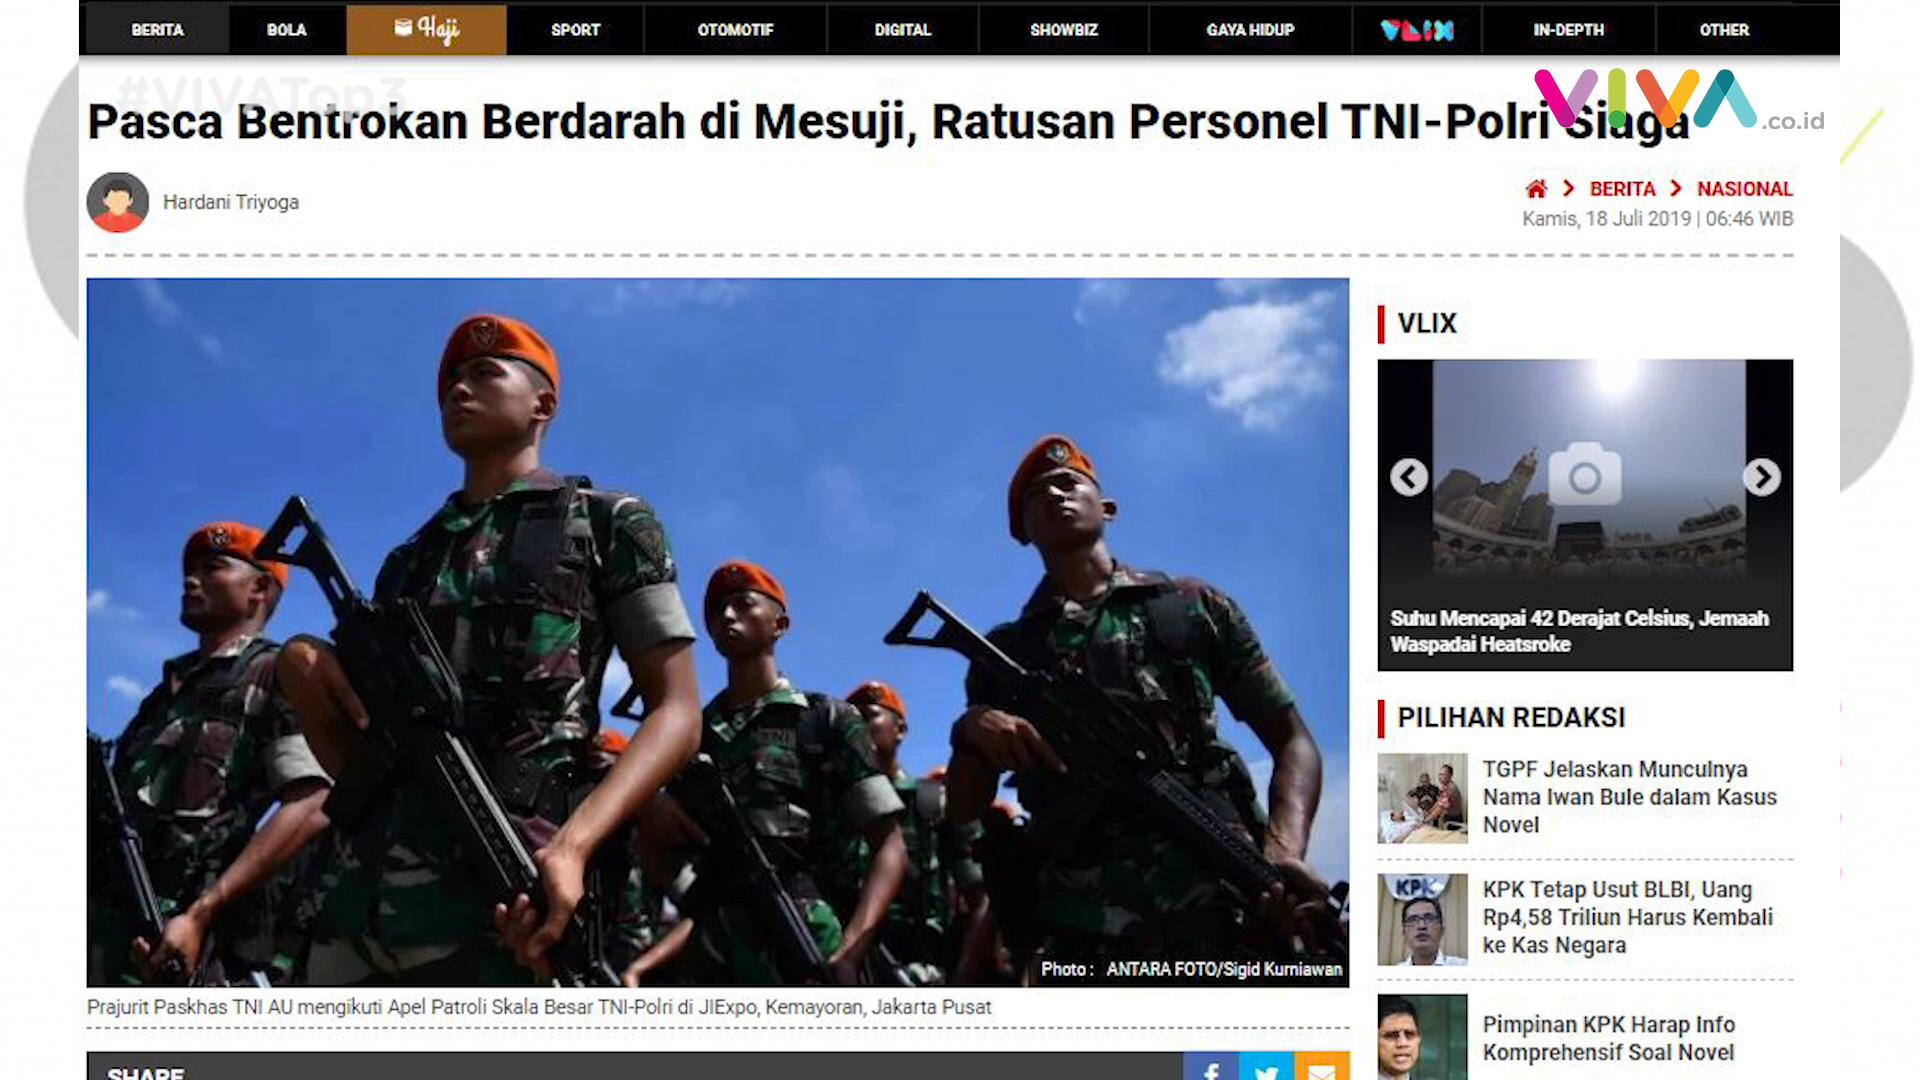 BERITA
BOLA
Haji
SPORT
OTOMOTIF
DIGITAL
SHOWBIZ
GAYA HIDUP
VLIX
IN-DEPTH
OTHER
#VIVATop3
VIVA.co.id
Pasca Bentrokan Berdarah di Mesuji, Ratusan Personel TNI-Polri Siaga
Hardani Triyoga
BERITA
NASIONAL
Kamis, 18 Juli 2019 | 06:46 WIB
TNI
Photo : ANTARA FOTO/Sigid Kurniawan
Prajurit Paskhas TNI AU mengikuti Apel Patroli Skala Besar TNI-Polri di JIExpo, Kemayoran, Jakarta Pusat
SHARE
VLIX
Suhu Mencapai 42 Derajat Celsius, Jemaah
Waspadai Heatsroke
PILIHAN REDAKSI
TGPF Jelaskan Munculnya
Nama Iwan Bule dalam Kasus
Novel
KPK
KPK Tetap Usut BLBI, Uang
Rp4,58 Triliun Harus Kembali
ke Kas Negara
Pimpinan KPK Harap Info
Komprehensif Soal Novel